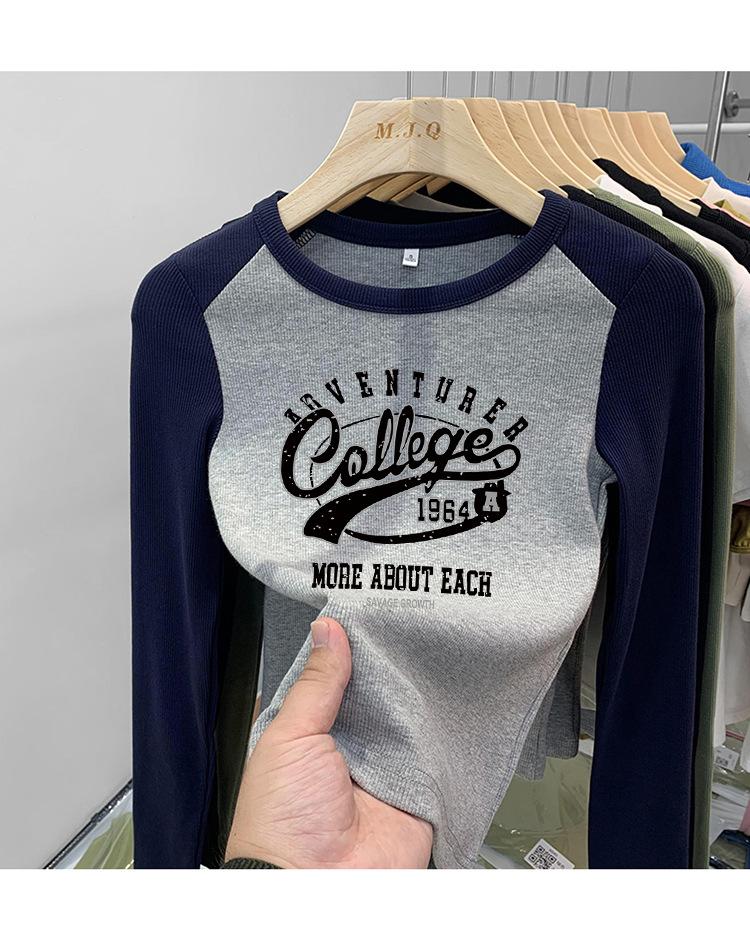 M.J.Q
ADVENTURER
College
1964 A
MORE ABOUT EACH
SAVAGE GROWTH